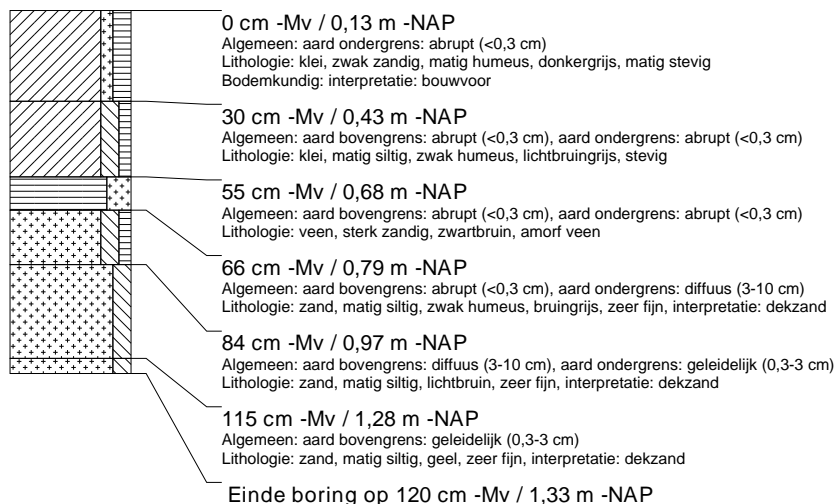 0 cm -Mv / 0,13 m -NAP
Algemeen: aard ondergrens: abrupt (<0,3 cm)
Lithologie: klei, zwak zandig, matig humeus, donkergrijs, matig stevig
Bodemkundig: interpretatie: bouwvoor
30 cm -Mv / 0,43 m -NAP
Algemeen: aard bovengrens: abrupt (<0,3 cm), aard ondergrens: abrupt (<0,3 cm)
Lithologie: klei, matig siltig, zwak humeus, lichtbruingrijs, stevig
55 cm -Mv / 0,68 m -NAP
Algemeen: aard bovengrens: abrupt (<0,3 cm), aard ondergrens: abrupt (<0,3 cm)
Lithologie: veen, sterk zandig, zwartbruin, amorf veen
66 cm -Mv / 0,79 m -NAP
Algemeen: aard bovengrens: abrupt (<0,3 cm), aard ondergrens: diffuus (3-10 cm)
Lithologie: zand, matig siltig, zwak humeus, bruingrijs, zeer fijn, interpretatie: dekzand
84 cm -Mv / 0,97 m -NAP
Algemeen: aard bovengrens: diffuus (3-10 cm), aard ondergrens: geleidelijk (0,3-3 cm)
Lithologie: zand, matig siltig, lichtbruin, zeer fijn, interpretatie: dekzand
115 cm -Mv / 1,28 m -NAP
Algemeen: aard bovengrens: geleidelijk (0,3-3 cm)
Lithologie: zand, matig siltig, geel, zeer fijn, interpretatie: dekzand
Einde boring op 120 cm -Mv / 1,33 m -NAP